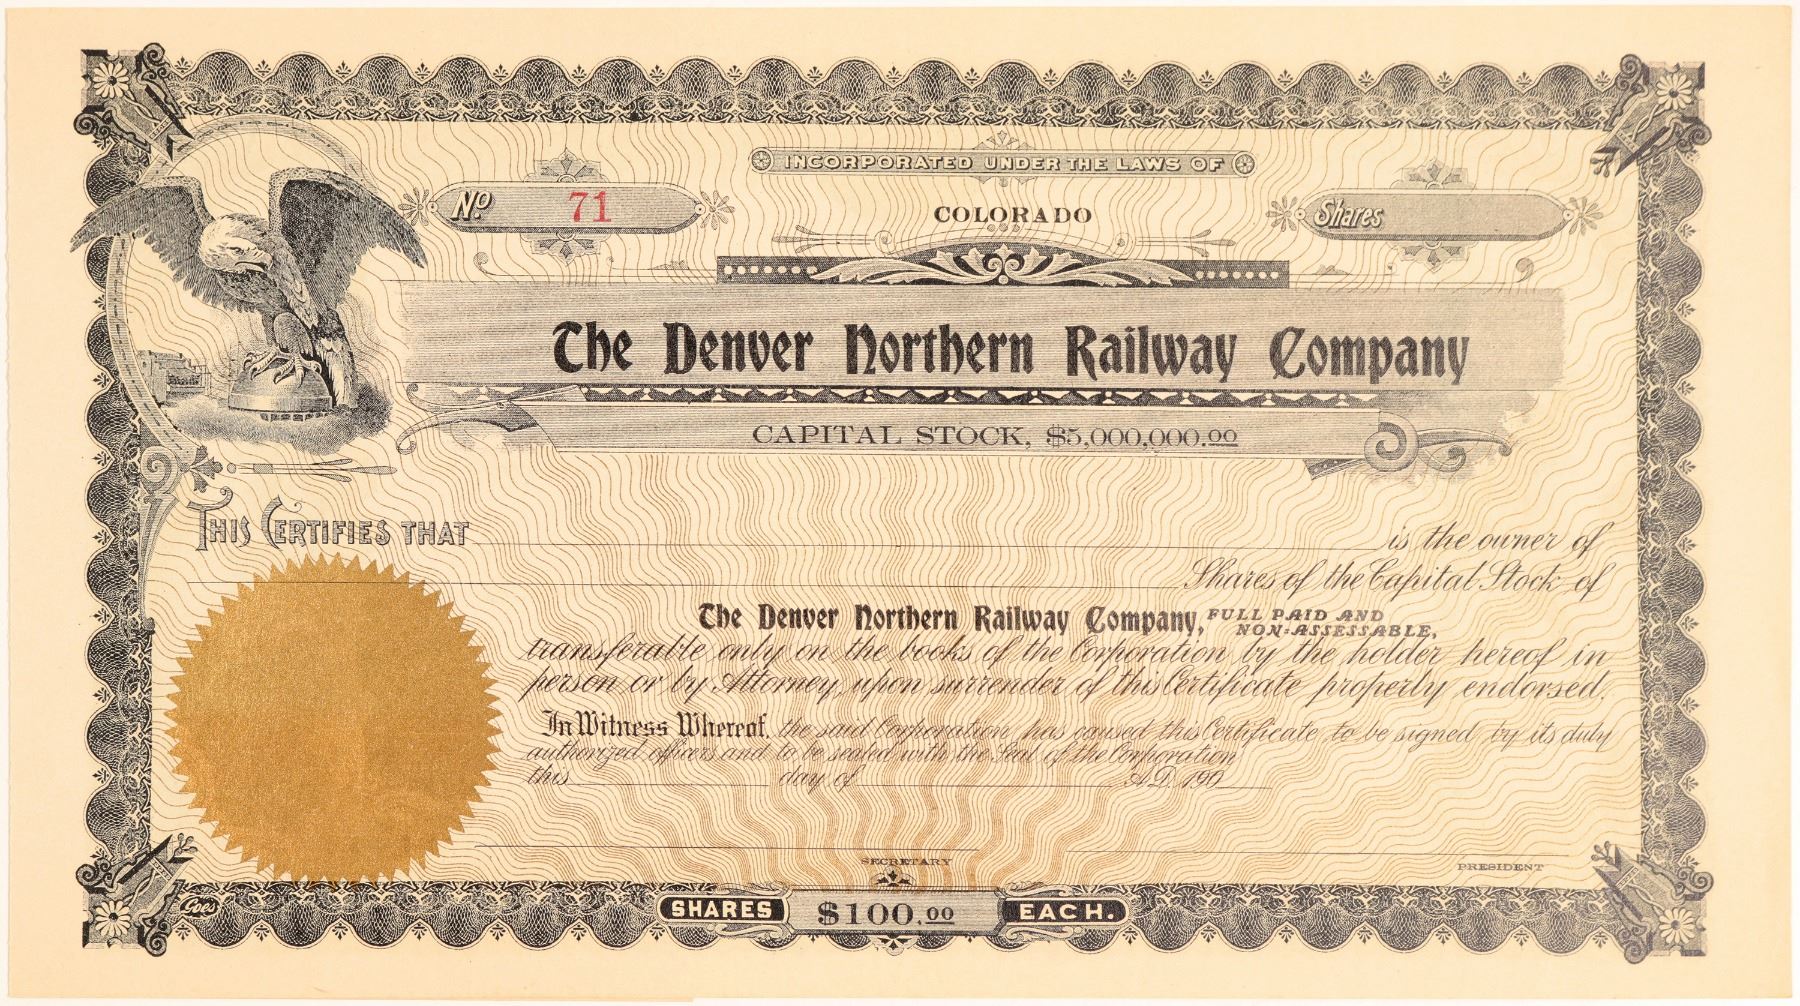 INCORPORATED UNDER THE LAWS OF
No. 71
COLORADO
Shares
The Denver Northern Railway Company
CAPITAL STOCK, $5,000,000.00
THIS CERTIFIES THAT is the owner of
Shares of the Capital Stock of
The Denver Northern Railway Company, FULL PAID AND
NON-ASSESSABLE,
transferable only on the books of the Corporation by the holder hereof in
person or by Attorney, upon surrender of this Certificate properly endorsed.
In Witness Whereof, the said Corporation has caused this Certificate to be signed by its duly
authorized officers and to be sealed with the Seal of the Corporation
this day of A.D. 190
SECRETARY
PRESIDENT
Goes
SHARES $100.00 EACH.